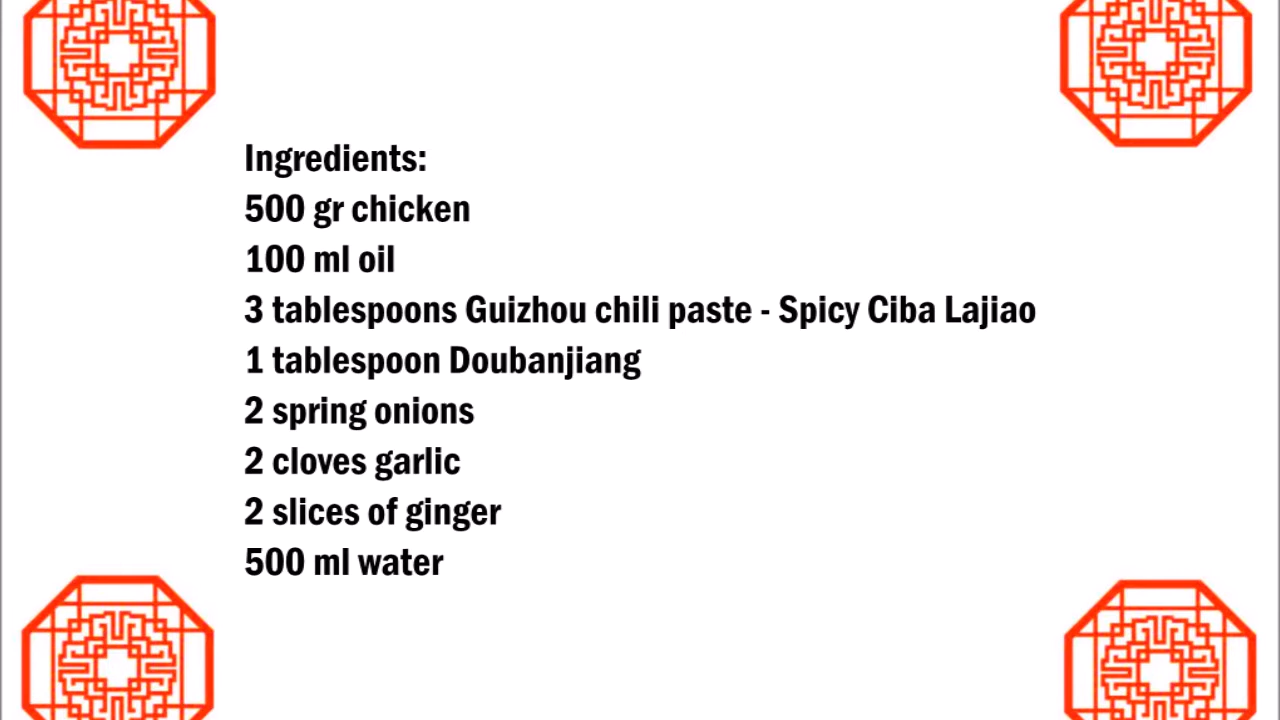 Ingredients:
500 gr chicken
100 ml oil
3 tablespoons Guizhou chili paste - Spicy Ciba Lajiao
1 tablespoon Doubanjiang
2 spring onions
2 cloves garlic
2 slices of ginger
500 ml water